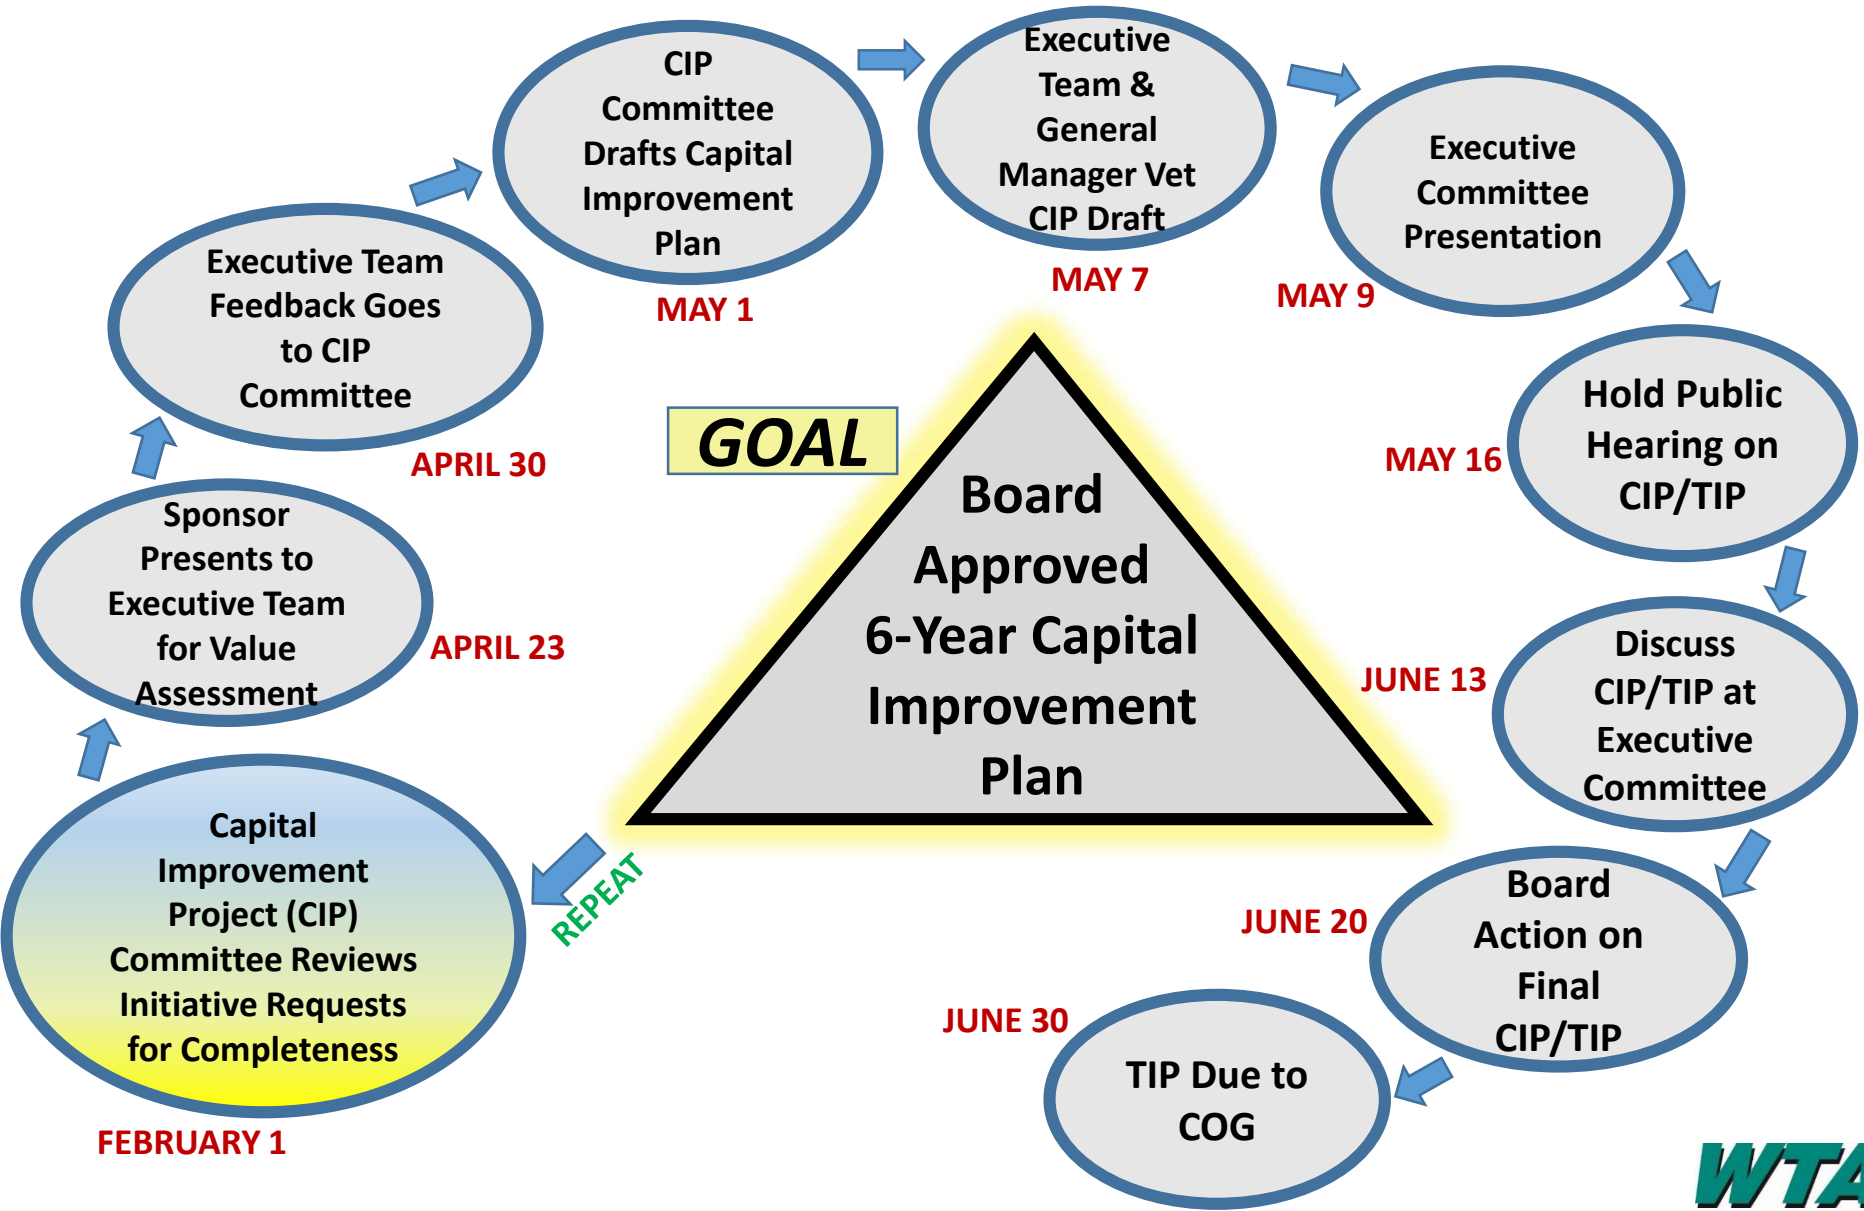 Capital
Improvement
Project (CIP)
Committee Reviews
Initiative Requests
for Completeness
FEBRUARY 1
Sponsor
Presents to
Executive Team
for Value
Assessment
APRIL 23
Executive Team
Feedback Goes
to CIP
Committee
APRIL 30
CIP
Committee
Drafts Capital
Improvement
Plan
MAY 1
Executive
Team &
General
Manager Vet
CIP Draft
MAY 7
Executive
Committee
Presentation
MAY 9
Hold Public
Hearing on
CIP/TIP
MAY 16
Discuss
CIP/TIP at
Executive
Committee
JUNE 13
Board
Action on
Final
CIP/TIP
JUNE 20
TIP Due to
COG
JUNE 30
GOAL
Board
Approved
6-Year Capital
Improvement
Plan
REPEAT
WTA